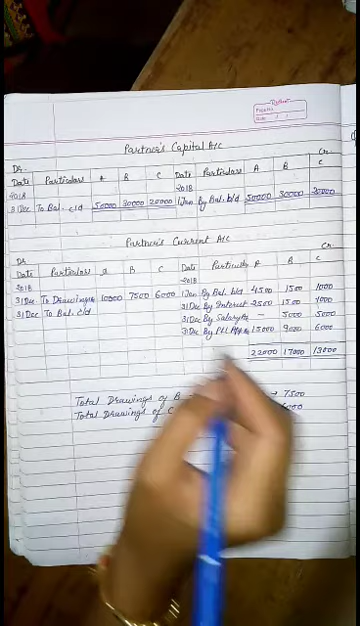 Partner's Capital A/c
Dr. Cr.
Date Particulars A B C Date Particulars A B C
2018 2018
31 Dec To Bal. c/d 50000 30000 20000 1 Jan By Bal. b/d 50000 30000 20000
Partner's Current A/c
Dr. Cr.
Date Particulars A B C Date Particulars A B C
2018 2018
31 Dec To Drawings 10000 7500 6000 1 Jan By Bal. b/d 4500 1500 1000
31 Dec To Bal. c/d 31 Dec By Interest 2500 1500 1000
31 Dec By Salary A/c — 5000 5000
31 Dec By P&L App A/c 15000 9000 6000
22000 17000 13000
Total Drawings of B → 7500
Total Drawings of C 6000